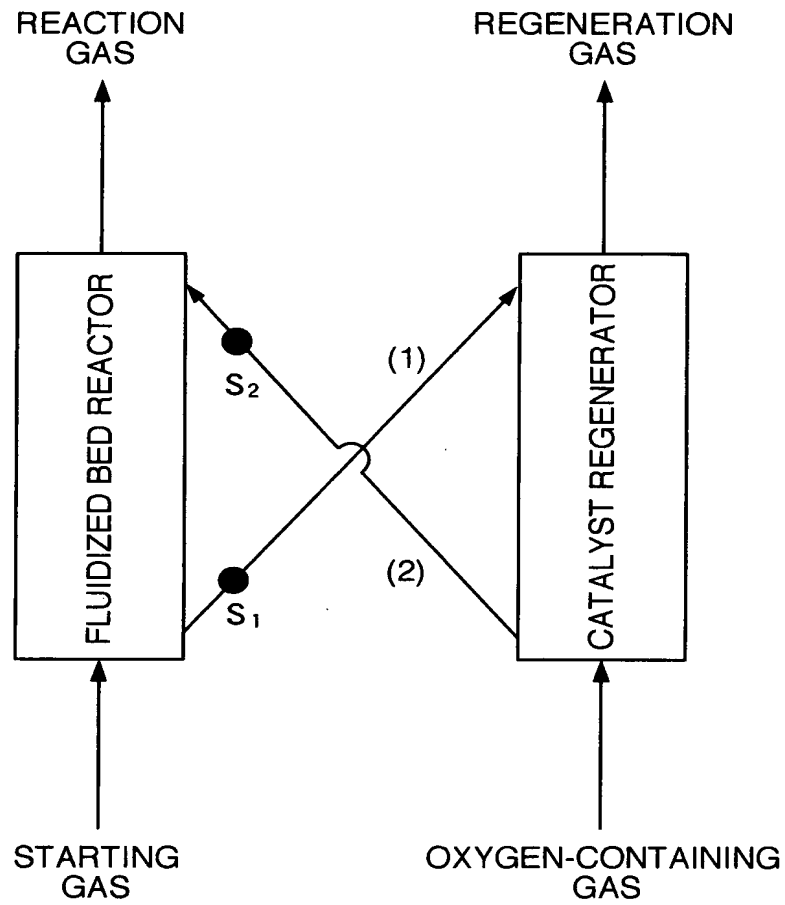 REACTION
GAS
REGENERATION
GAS
FLUIDIZED BED REACTOR
CATALYST REGENERATOR
S₂
(1)
(2)
S₁
STARTING
GAS
OXYGEN-CONTAINING
GAS